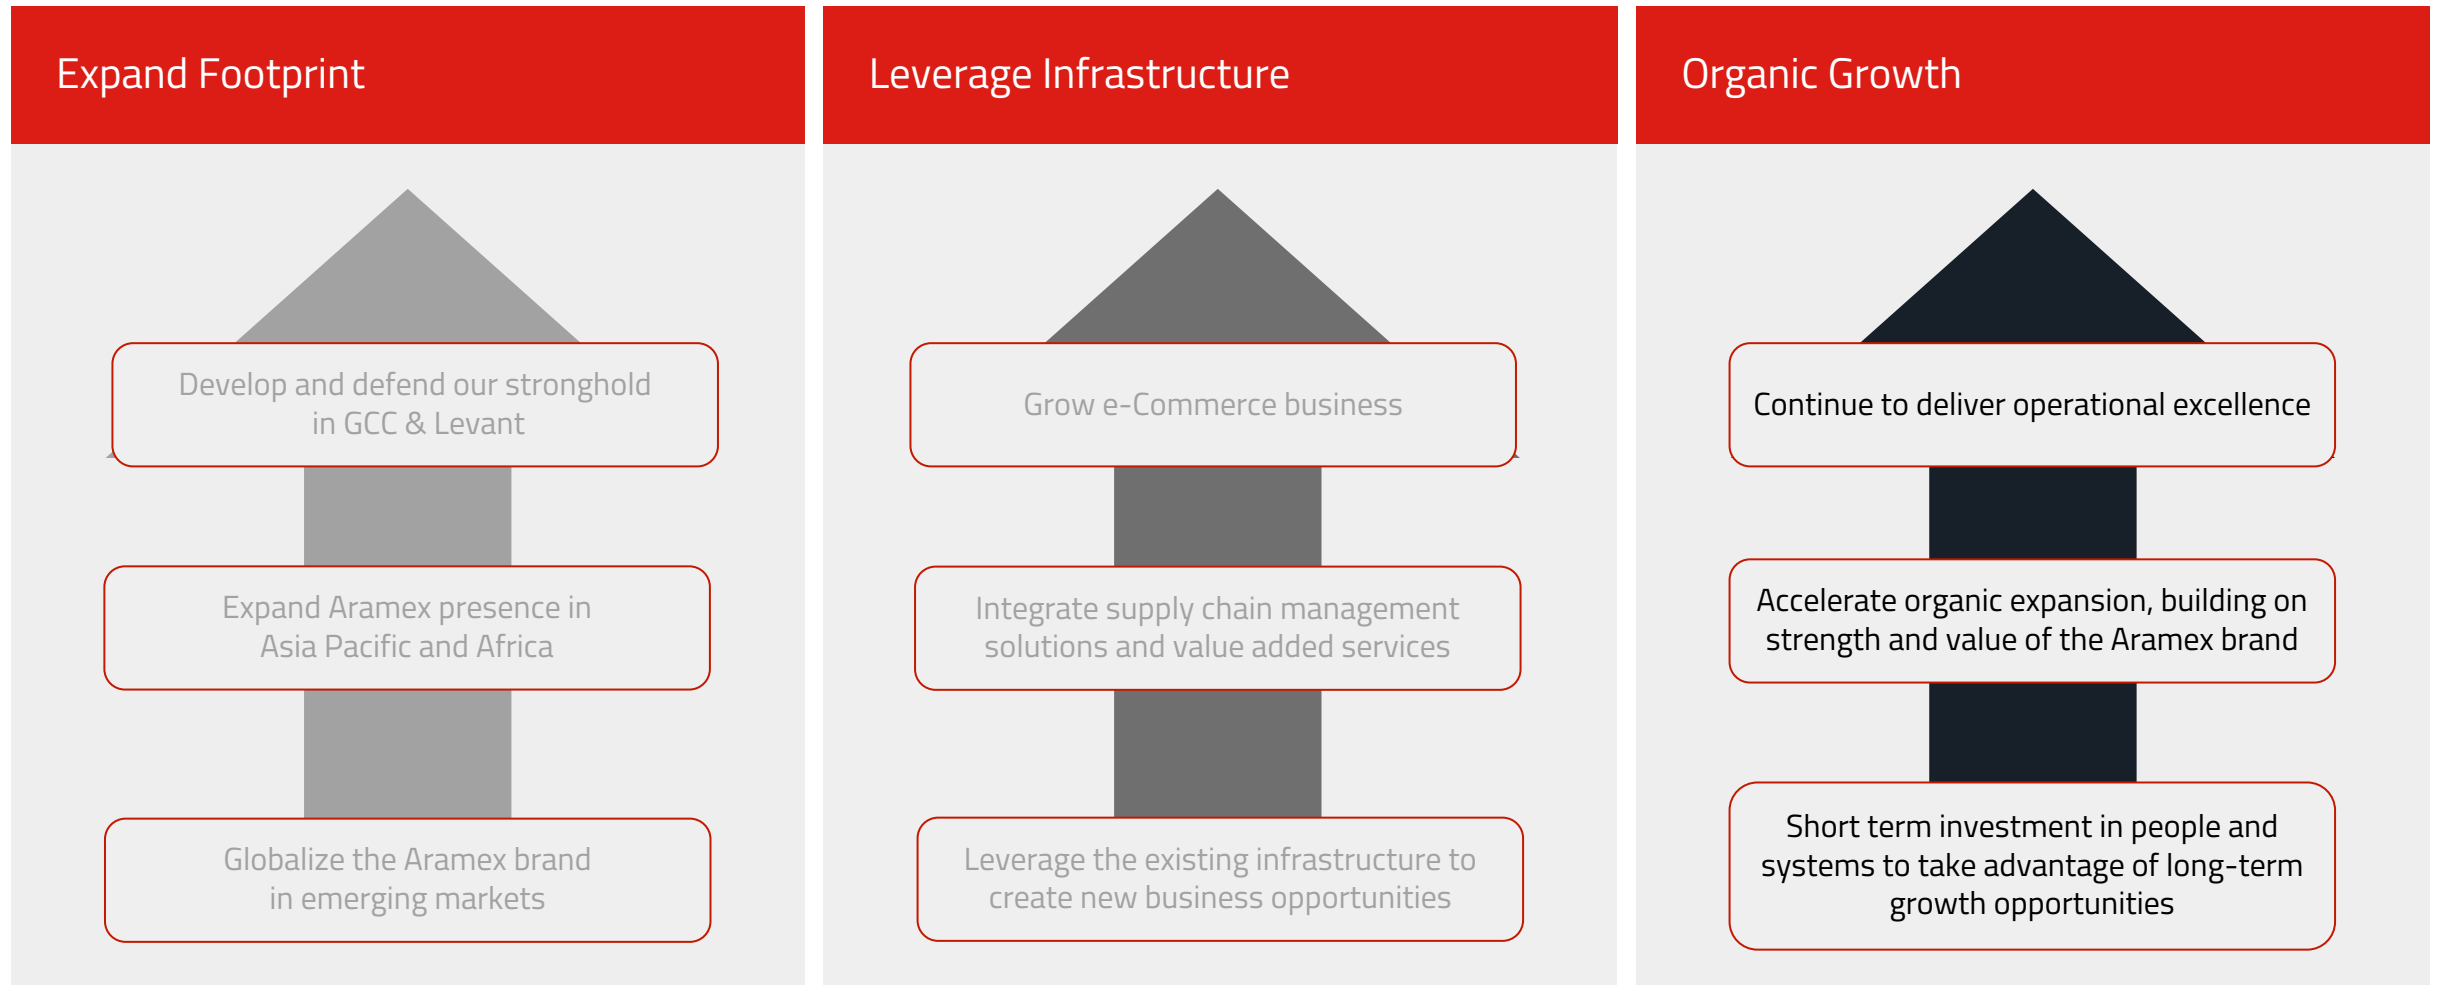 Expand Footprint
Develop and defend our stronghold
in GCC & Levant
Expand Aramex presence in
Asia Pacific and Africa
Globalize the Aramex brand
in emerging markets
Leverage Infrastructure
Grow e-Commerce business
Integrate supply chain management
solutions and value added services
Leverage the existing infrastructure to
create new business opportunities
Organic Growth
Continue to deliver operational excellence
Accelerate organic expansion, building on
strength and value of the Aramex brand
Short term investment in people and
systems to take advantage of long-term
growth opportunities